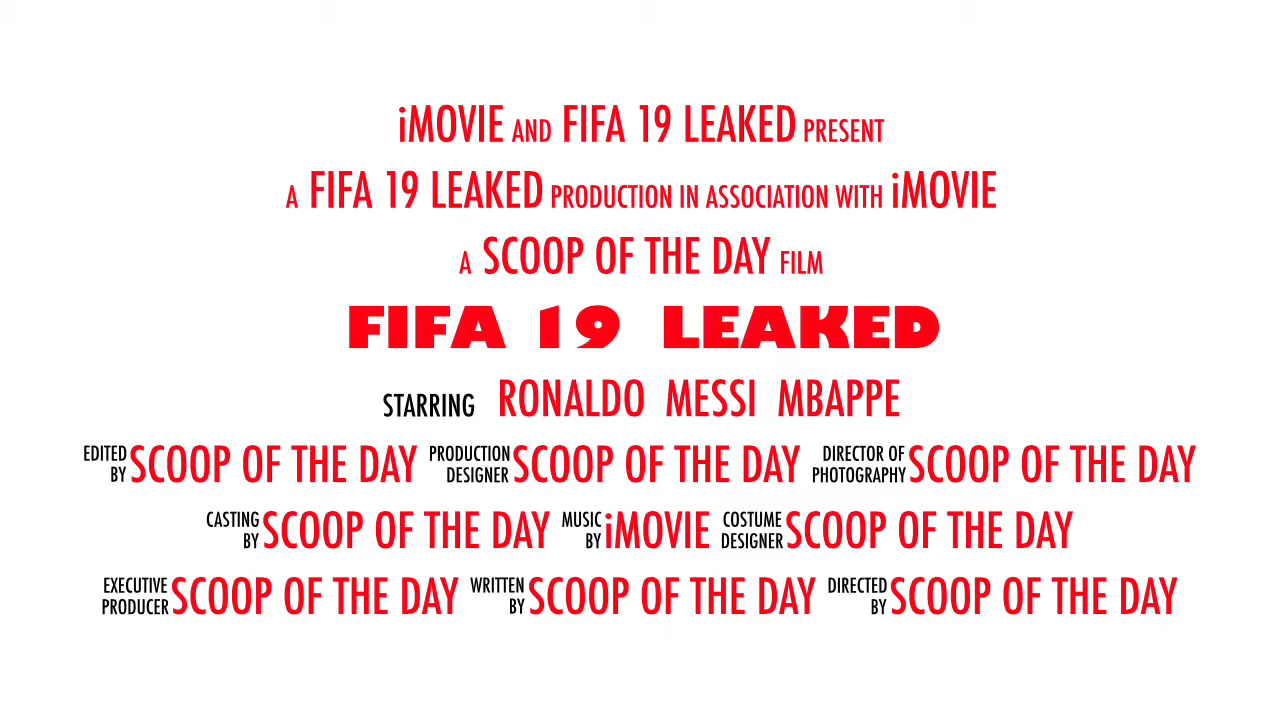 iMOVIE AND FIFA 19 LEAKED PRESENT
A FIFA 19 LEAKED PRODUCTION IN ASSOCIATION WITH iMOVIE
A SCOOP OF THE DAY FILM
FIFA 19 LEAKED
STARRING RONALDO MESSI MBAPPE
EDITED BY SCOOP OF THE DAY PRODUCTION DESIGNER SCOOP OF THE DAY DIRECTOR OF PHOTOGRAPHY SCOOP OF THE DAY
CASTING BY SCOOP OF THE DAY MUSIC BY iMOVIE COSTUME DESIGNER SCOOP OF THE DAY
EXECUTIVE PRODUCER SCOOP OF THE DAY WRITTEN BY SCOOP OF THE DAY DIRECTED BY SCOOP OF THE DAY